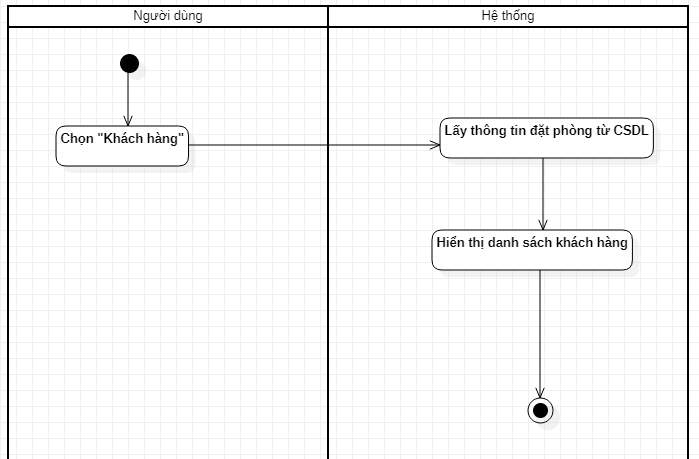 Người dùng
Hệ thống
Chọn "Khách hàng"
Lấy thông tin đặt phòng từ CSDL
Hiển thị danh sách khách hàng